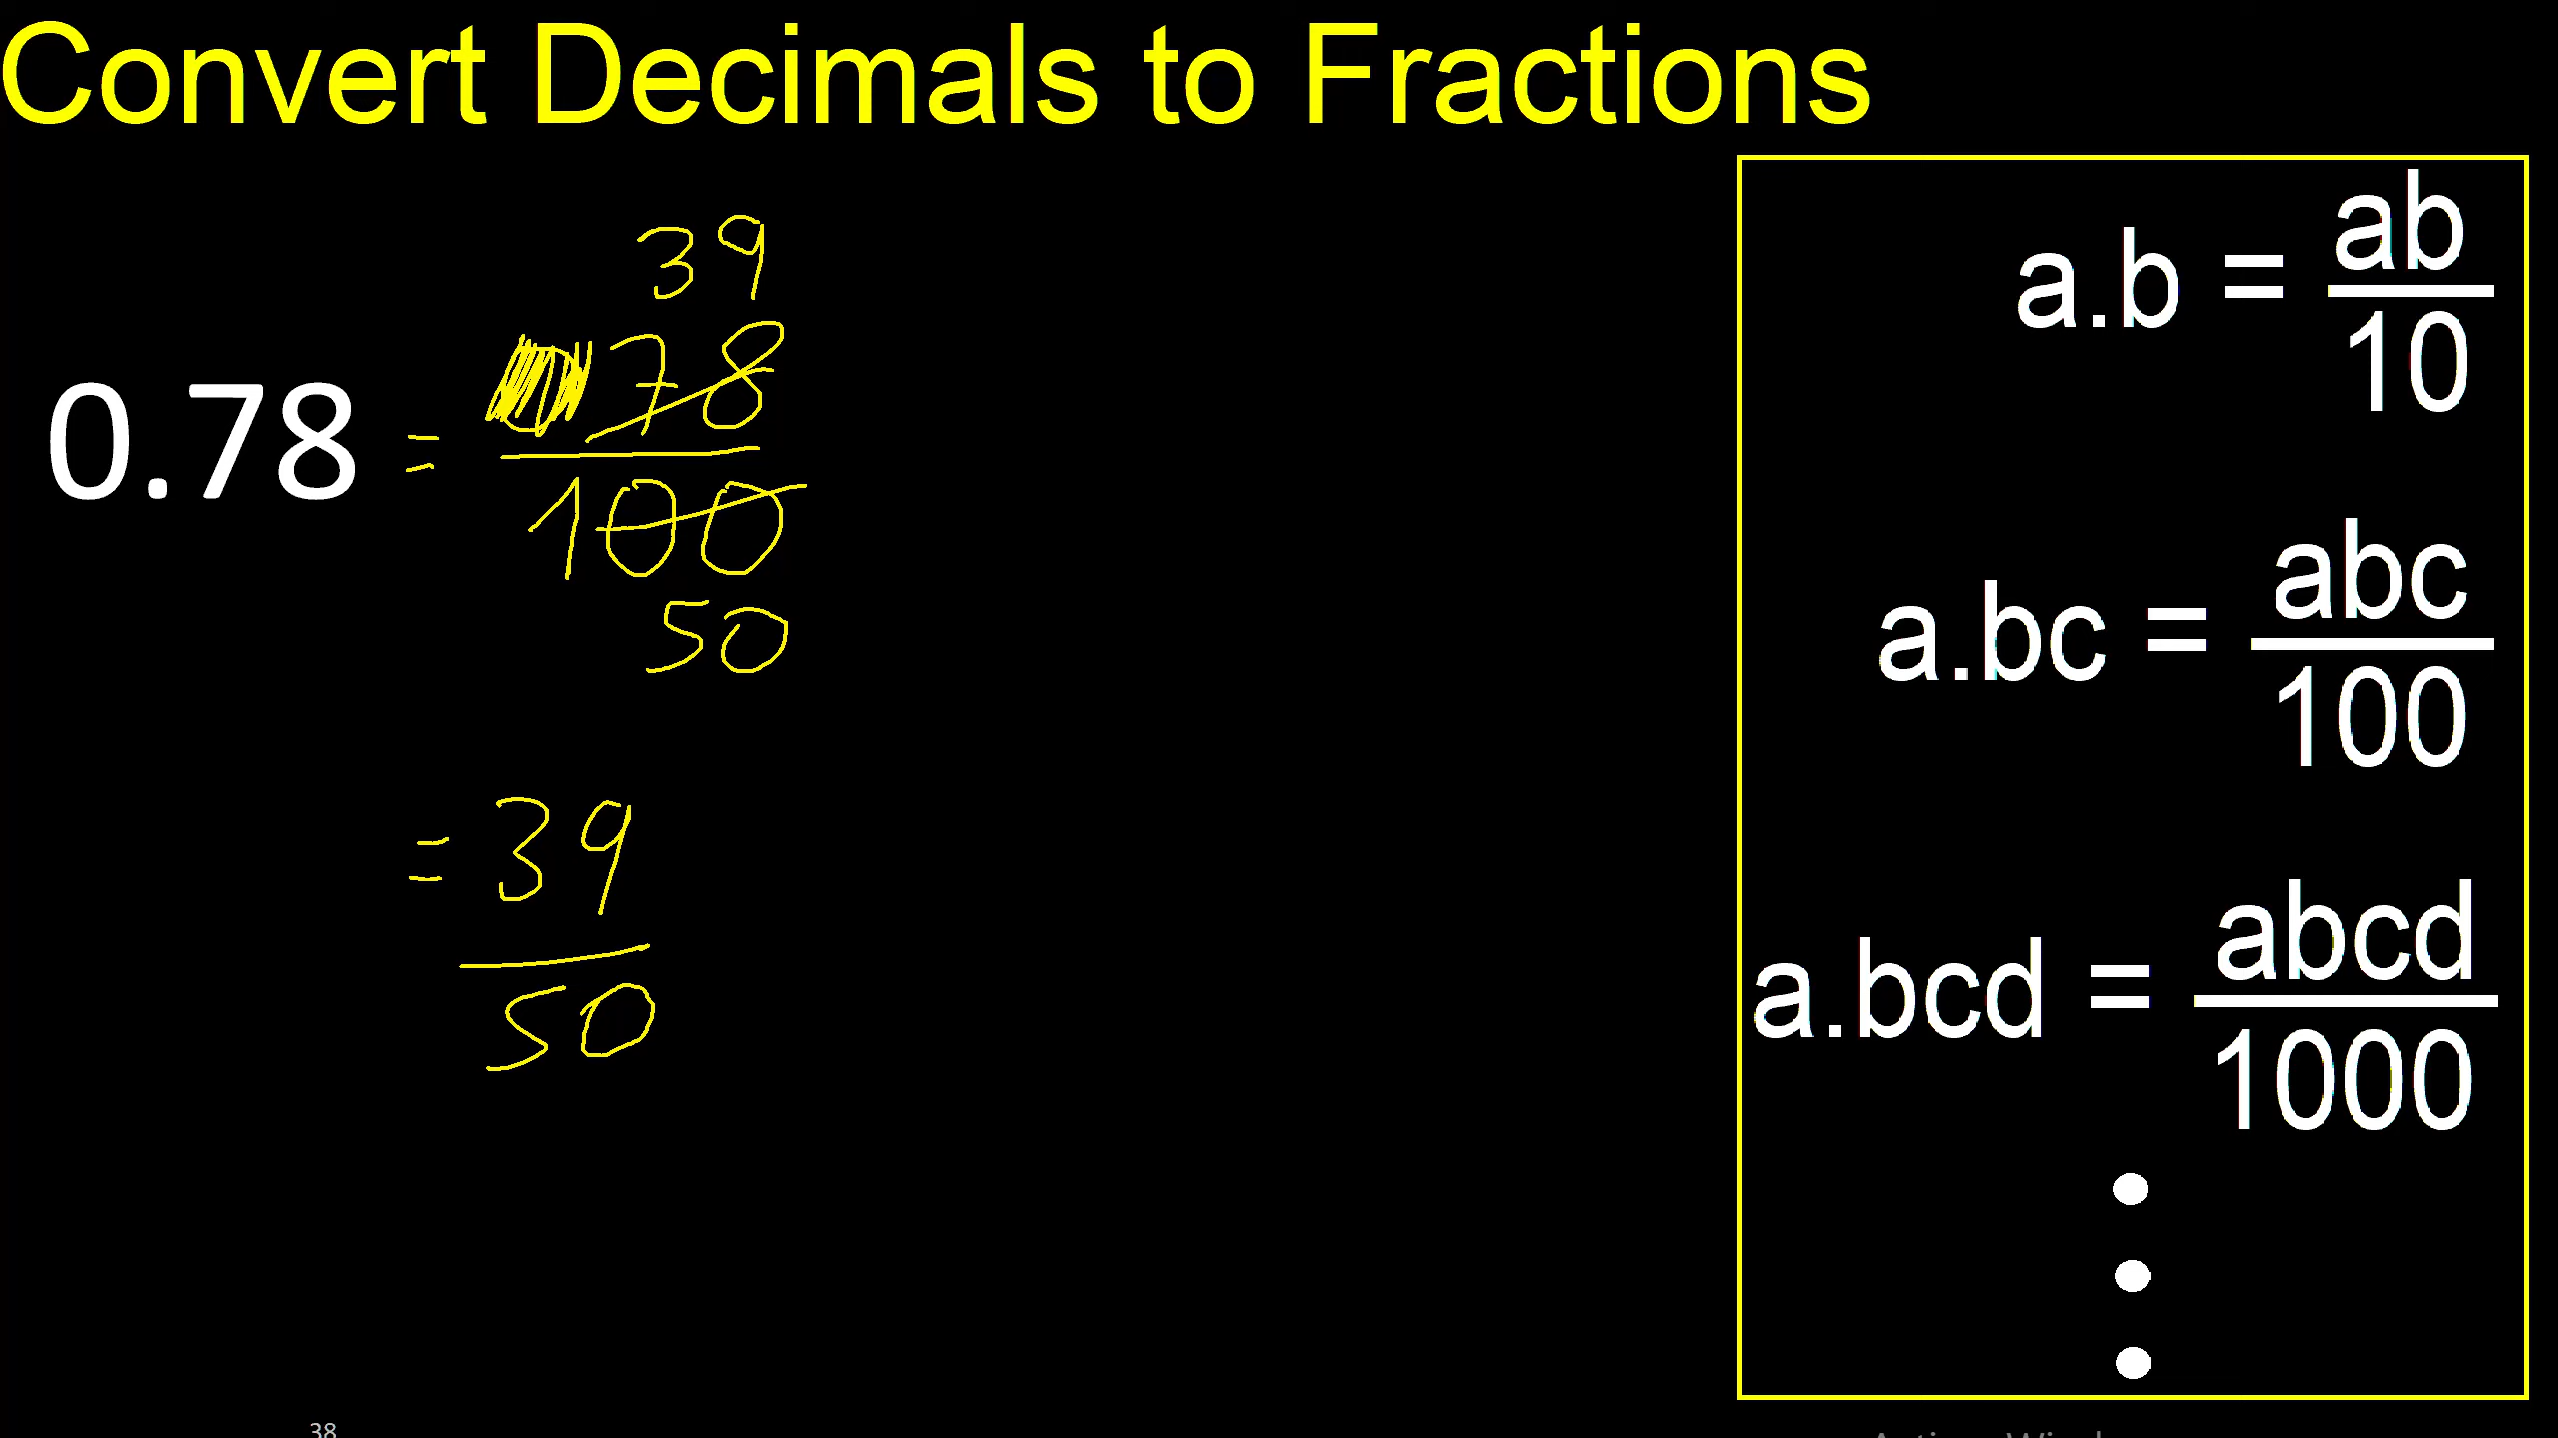 Convert Decimals to Fractions
39
0.78 = 78
100
50
= 39
50
a.b = ab
10
a.bc = abc
100
a.bcd = abcd
1000
38